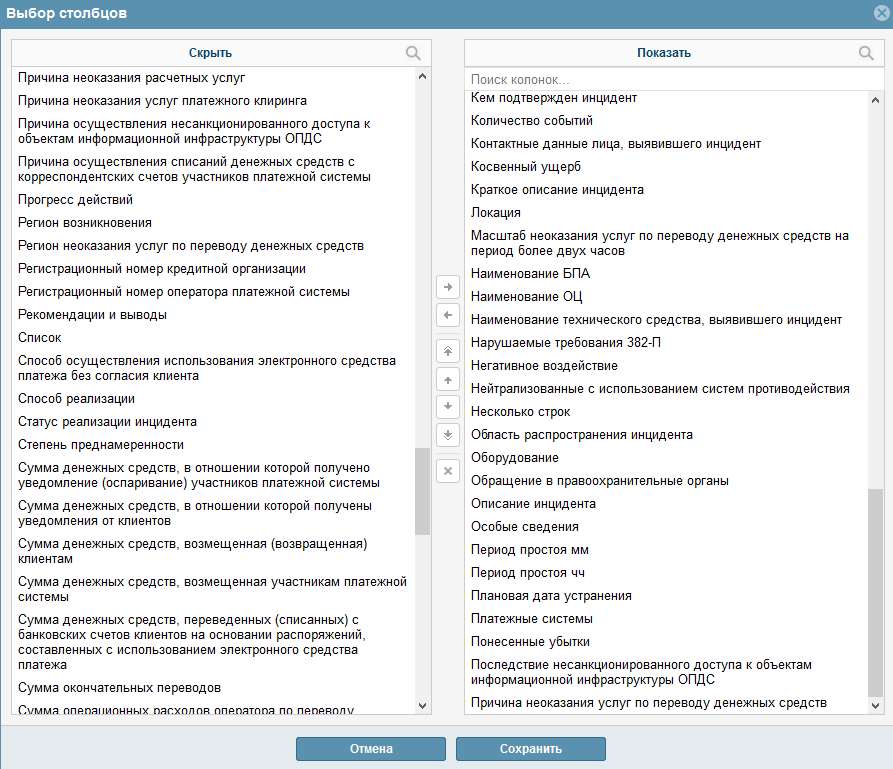 Выбор столбцов
Скрыть
Причина неоказания расчетных услуг
Причина неоказания услуг платежного клиринга
Причина осуществления несанкционированного доступа к
объектам информационной инфраструктуры ОПДС
Причина осуществления списаний денежных средств с
корреспондентских счетов участников платежной системы
Прогресс действий
Регион возникновения
Регион неоказания услуг по переводу денежных средств
Регистрационный номер кредитной организации
Регистрационный номер оператора платежной системы
Рекомендации и выводы
Список
Способ осуществления использования электронного средства
платежа без согласия клиента
Способ реализации
Статус реализации инцидента
Степень преднамеренности
Сумма денежных средств, в отношении которой получено
уведомление (оспаривание) участников платежной системы
Сумма денежных средств, в отношении которой получены
уведомления от клиентов
Сумма денежных средств, возмещенная (возвращенная)
клиентам
Сумма денежных средств, возмещенная участникам платежной
системы
Сумма денежных средств, переведенных (списанных) с
банковских счетов клиентов на основании распоряжений,
составленных с использованием электронного средства
платежа
Сумма окончательных переводов
Сумма операционных расходов оператора по переводу
Показать
Поиск колонок...
Кем подтвержден инцидент
Количество событий
Контактные данные лица, выявившего инцидент
Косвенный ущерб
Краткое описание инцидента
Локация
Масштаб неоказания услуг по переводу денежных средств на
период более двух часов
Наименование БПА
Наименование ОЦ
Наименование технического средства, выявившего инцидент
Нарушаемые требования 382-П
Негативное воздействие
Нейтрализованные с использованием систем противодействия
Несколько строк
Область распространения инцидента
Оборудование
Обращение в правоохранительные органы
Описание инцидента
Особые сведения
Период простоя мм
Период простоя чч
Плановая дата устранения
Платежные системы
Понесенные убытки
Последствие несанкционированного доступа к объектам
информационной инфраструктуры ОПДС
Причина неоказания услуг по переводу денежных средств
Отмена
Сохранить